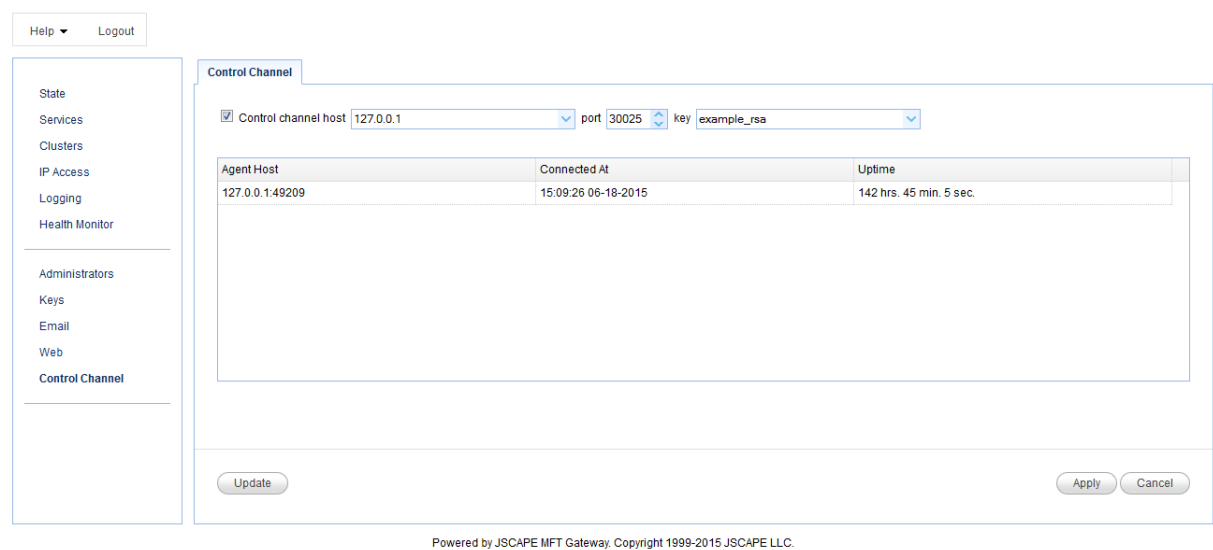 Help Logout
State
Services
Clusters
IP Access
Logging
Health Monitor
Administrators
Keys
Email
Web
Control Channel
Control Channel
Control channel host 127.0.0.1 port 30025 key example_rsa
Agent Host Connected At Uptime
127.0.0.1:49209 15:09:26 06-18-2015 142 hrs. 45 min. 5 sec.
Update Apply Cancel
Powered by JSCAPE MFT Gateway. Copyright 1999-2015 JSCAPE LLC.